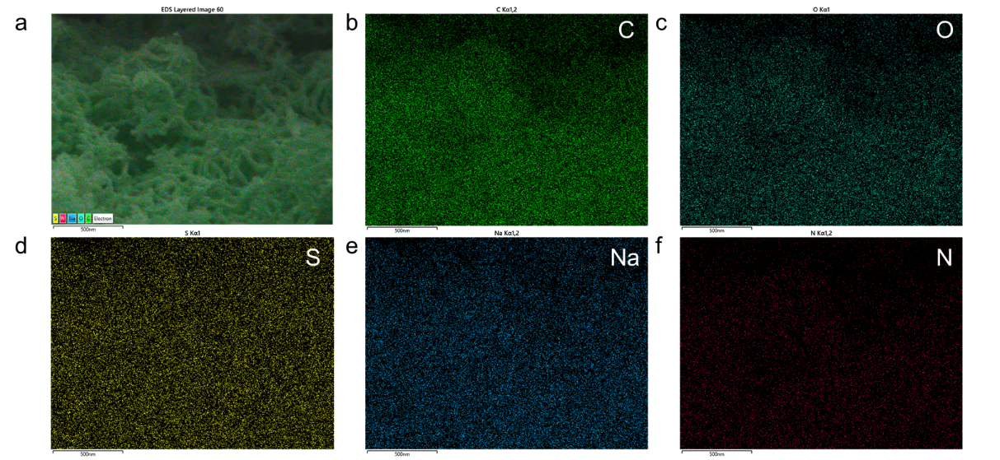 a
EDS Layered Image 60
S N Na O C Electron
500nm
b
C Kα1,2
C
500nm
c
O Kα1
O
500nm
d
S Kα1
S
500nm
e
Na Kα1,2
Na
500nm
f
N Kα1,2
N
500nm